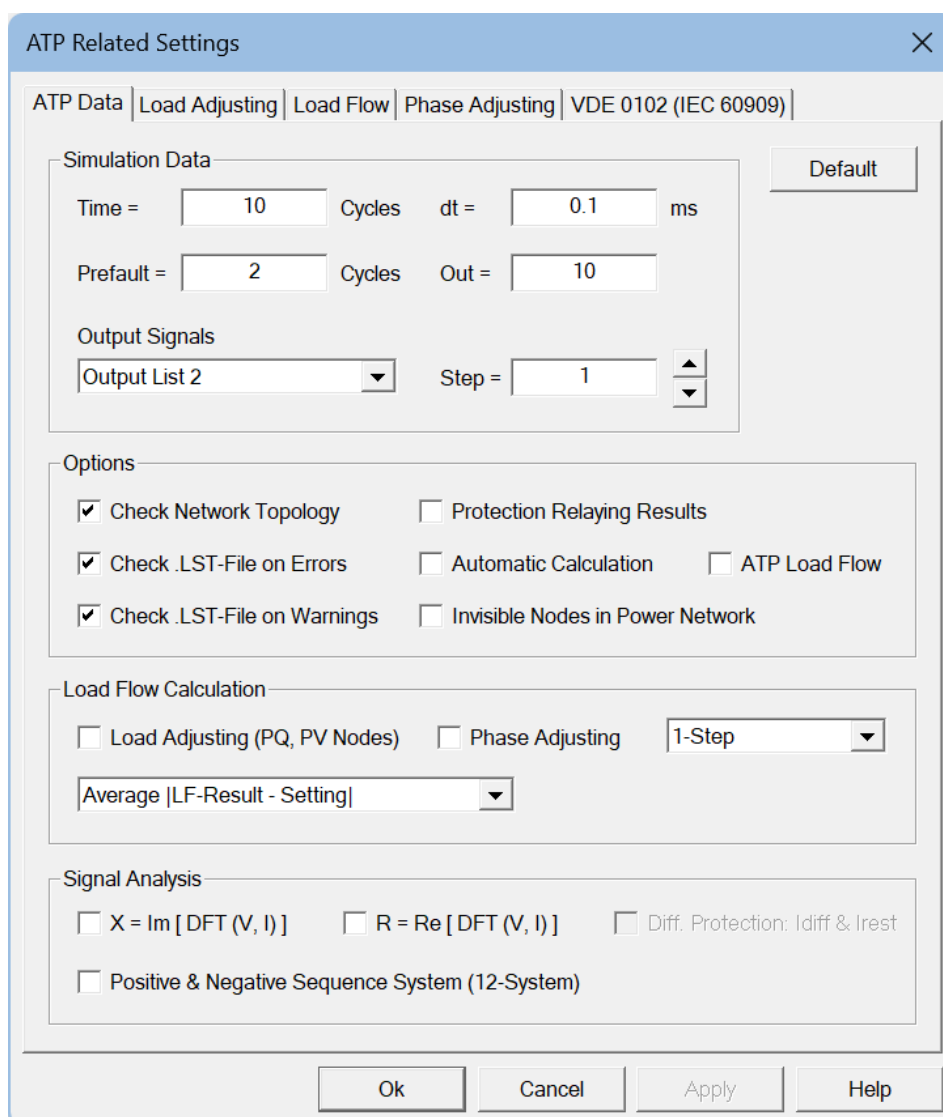 ATP Related Settings
ATP Data Load Adjusting Load Flow Phase Adjusting VDE 0102 (IEC 60909)
Simulation Data
Default
Time = 10 Cycles dt = 0.1 ms
Prefault = 2 Cycles Out = 10
Output Signals
Output List 2 Step = 1
Options
Check Network Topology Protection Relaying Results
Check .LST-File on Errors Automatic Calculation ATP Load Flow
Check .LST-File on Warnings Invisible Nodes in Power Network
Load Flow Calculation
Load Adjusting (PQ, PV Nodes) Phase Adjusting 1-Step
Average |LF-Result - Setting|
Signal Analysis
X = Im [ DFT (V, I) ] R = Re [ DFT (V, I) ] Diff. Protection: Idiff & Irest
Positive & Negative Sequence System (12-System)
Ok Cancel Apply Help